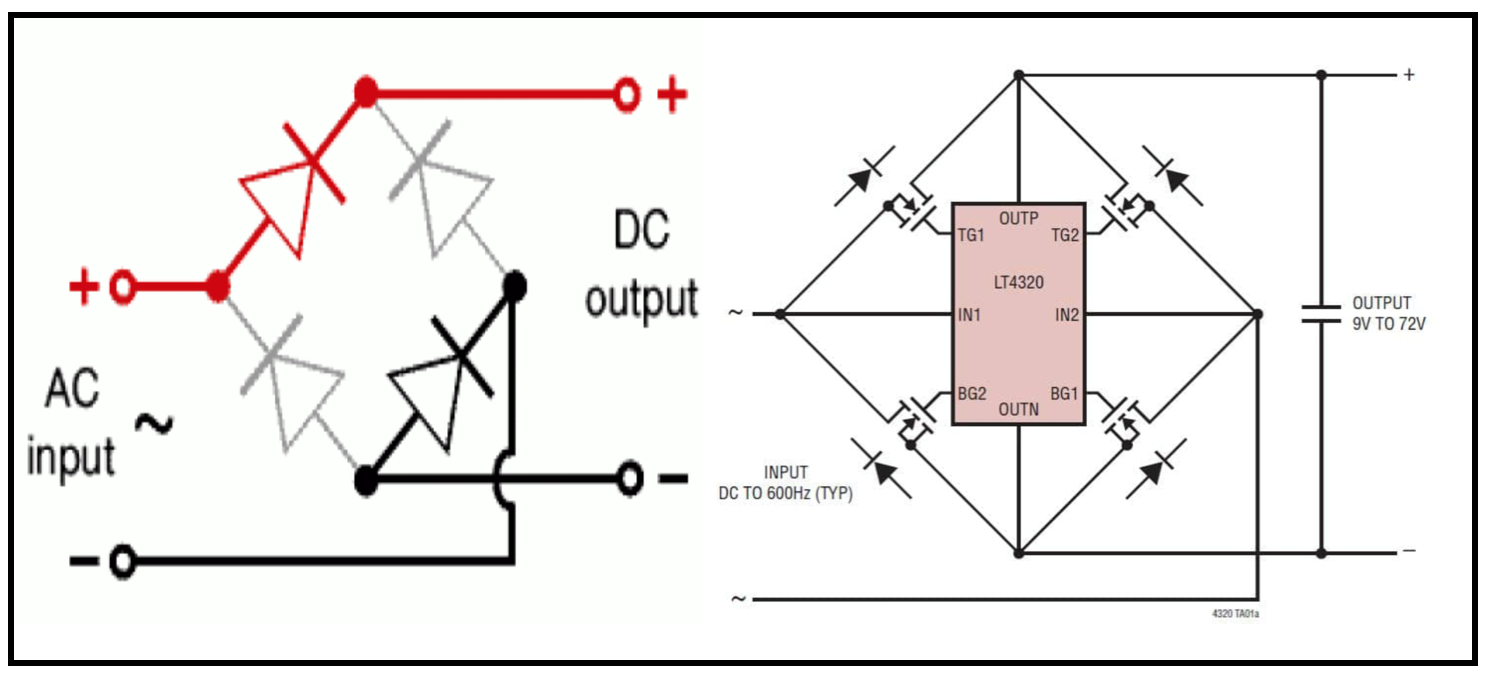 +
+
DC
output
AC
input
~
−
−
+
OUTP
TG1
TG2
LT4320
~
IN1
IN2
OUTPUT
9V TO 72V
BG2
BG1
OUTN
INPUT
DC TO 600Hz (TYP)
−
~
4320 TA01a